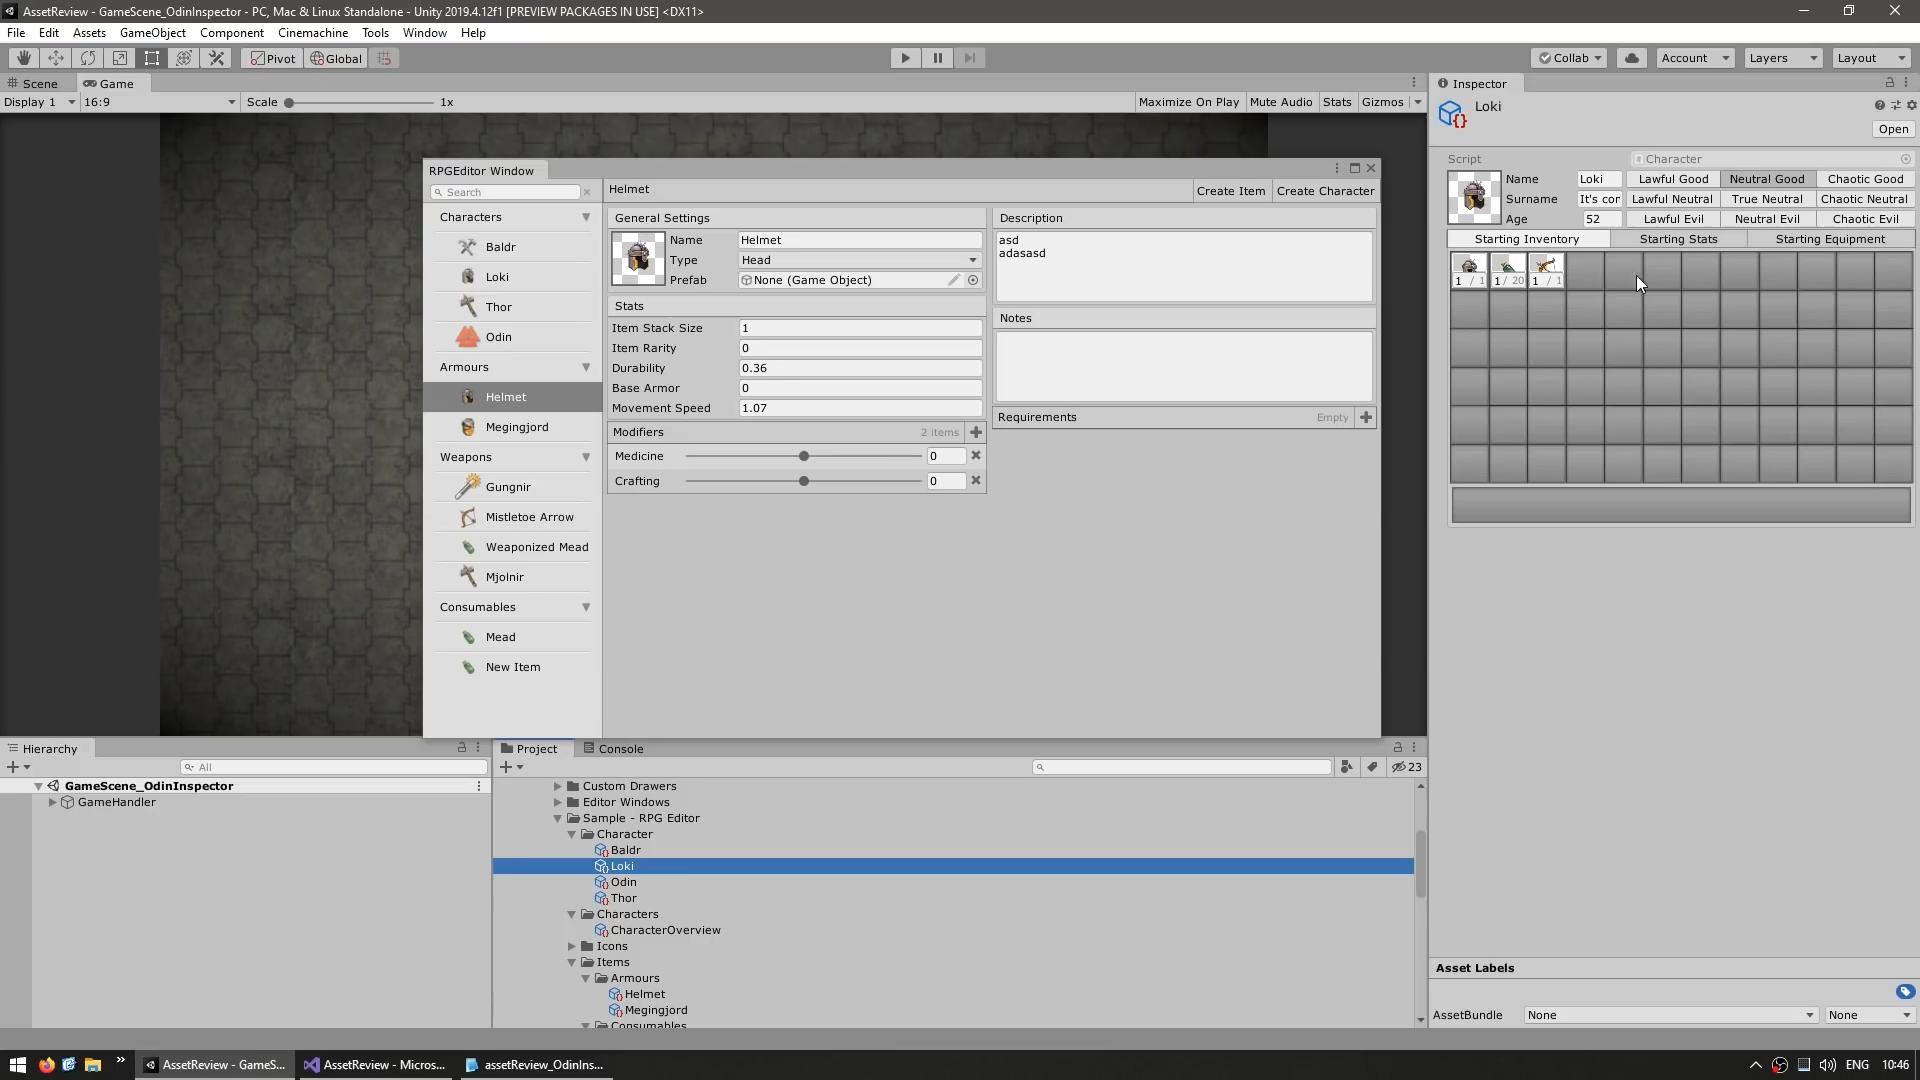 AssetReview - GameScene_OdinInspector - PC, Mac & Linux Standalone - Unity 2019.4.12f1 [PREVIEW PACKAGES IN USE] <DX11>
File Edit Assets GameObject Component Cinemachine Tools Window Help
Pivot Global Collab Account Layers Layout
Scene Game
Display 1 16:9 Scale 1x Maximize On Play Mute Audio Stats Gizmos
RPGEditor Window
Search
Characters
Baldr
Loki
Thor
Odin
Armours
Helmet
Megingjord
Weapons
Gungnir
Mistletoe Arrow
Weaponized Mead
Mjolnir
Consumables
Mead
New Item
Helmet Create Item Create Character
General Settings
Name Helmet
Type Head
Prefab None (Game Object)
Stats
Item Stack Size 1
Item Rarity 0
Durability 0.36
Base Armor 0
Movement Speed 1.07
Modifiers 2 items
Medicine 0
Crafting 0
Description
asd
adasasd
Notes
Requirements Empty
Inspector
Loki
Open
Script Character
Name Loki Lawful Good Neutral Good Chaotic Good
Surname It's cor Lawful Neutral True Neutral Chaotic Neutral
Age 52 Lawful Evil Neutral Evil Chaotic Evil
Starting Inventory Starting Stats Starting Equipment
1 / 1 1 / 20 1 / 1
Asset Labels
AssetBundle None None
Hierarchy
All
GameScene_OdinInspector
GameHandler
Project Console
23
Custom Drawers
Editor Windows
Sample - RPG Editor
Character
Baldr
Loki
Odin
Thor
Characters
CharacterOverview
Icons
Items
Armours
Helmet
Megingjord
Consumables
AssetReview - GameS... AssetReview - Micros... assetReview_OdinIns... ENG 10:46